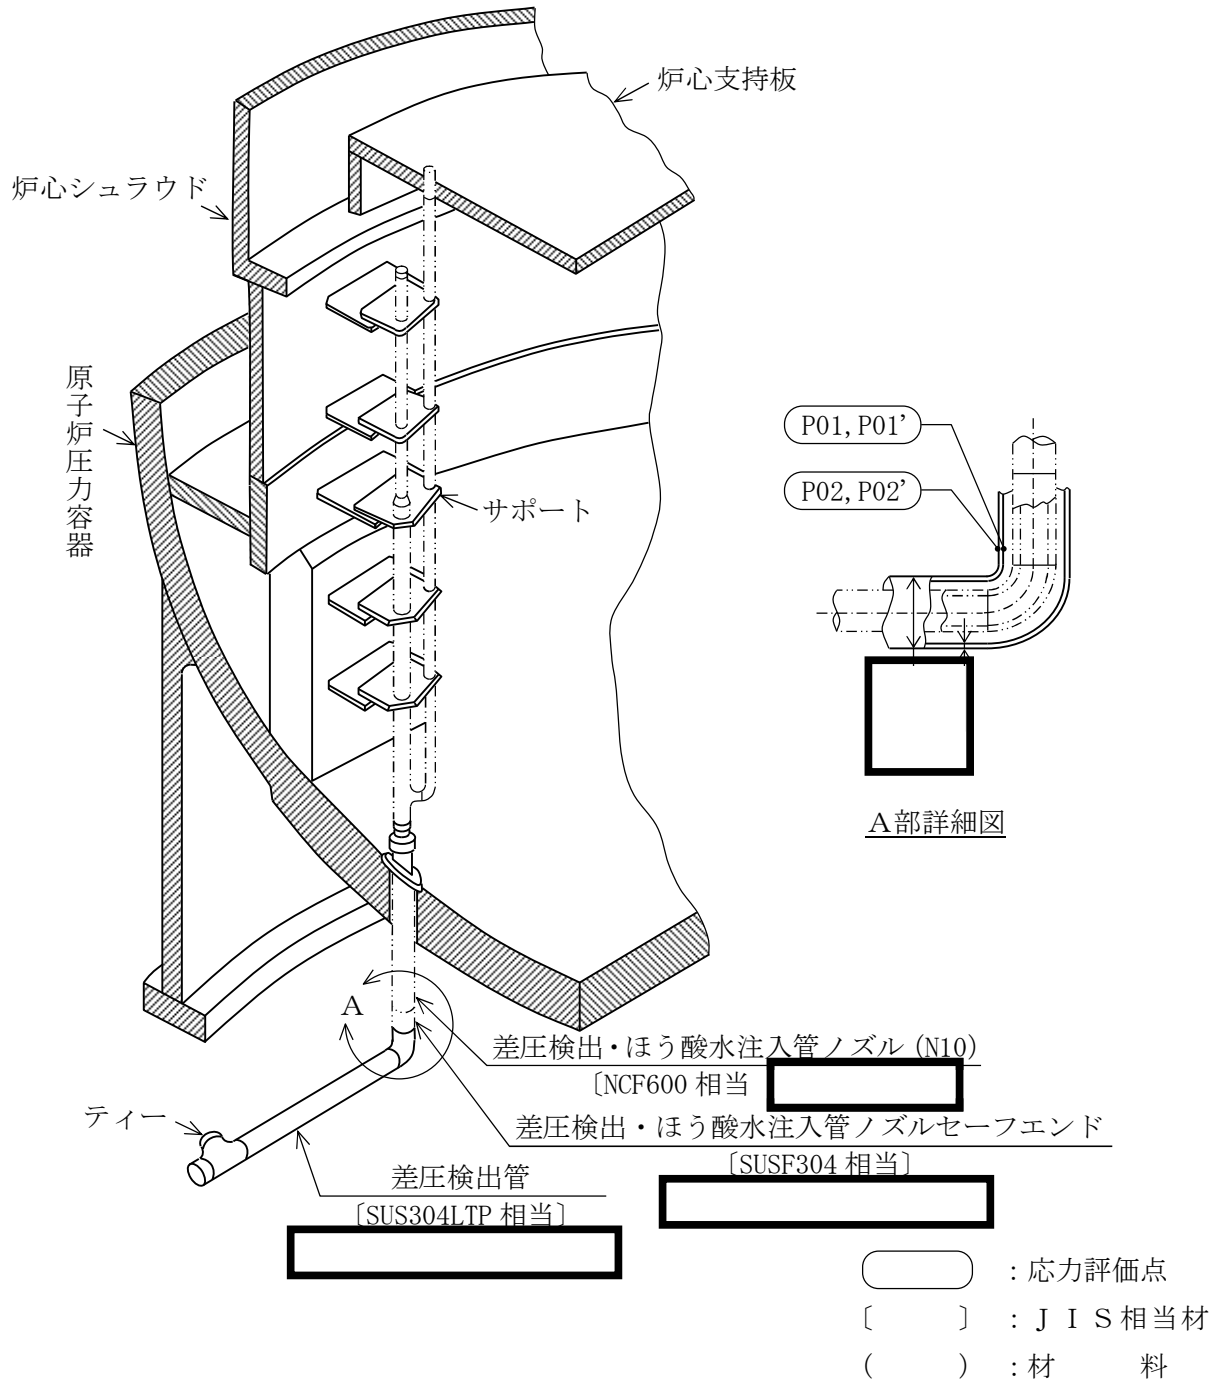 炉心支持板
炉心シュラウド
原子炉圧力容器
サポート
P01, P01’
P02, P02’
A部詳細図
A
差圧検出・ほう酸水注入管ノズル (N10)
〔NCF600 相当
ティー
差圧検出・ほう酸水注入管ノズルセーフエンド
〔SUSF304 相当〕
差圧検出管
〔SUS304LTP 相当〕
：応力評価点
〔　　　〕：ＪＩＳ相当材
(　　　)：材　　料